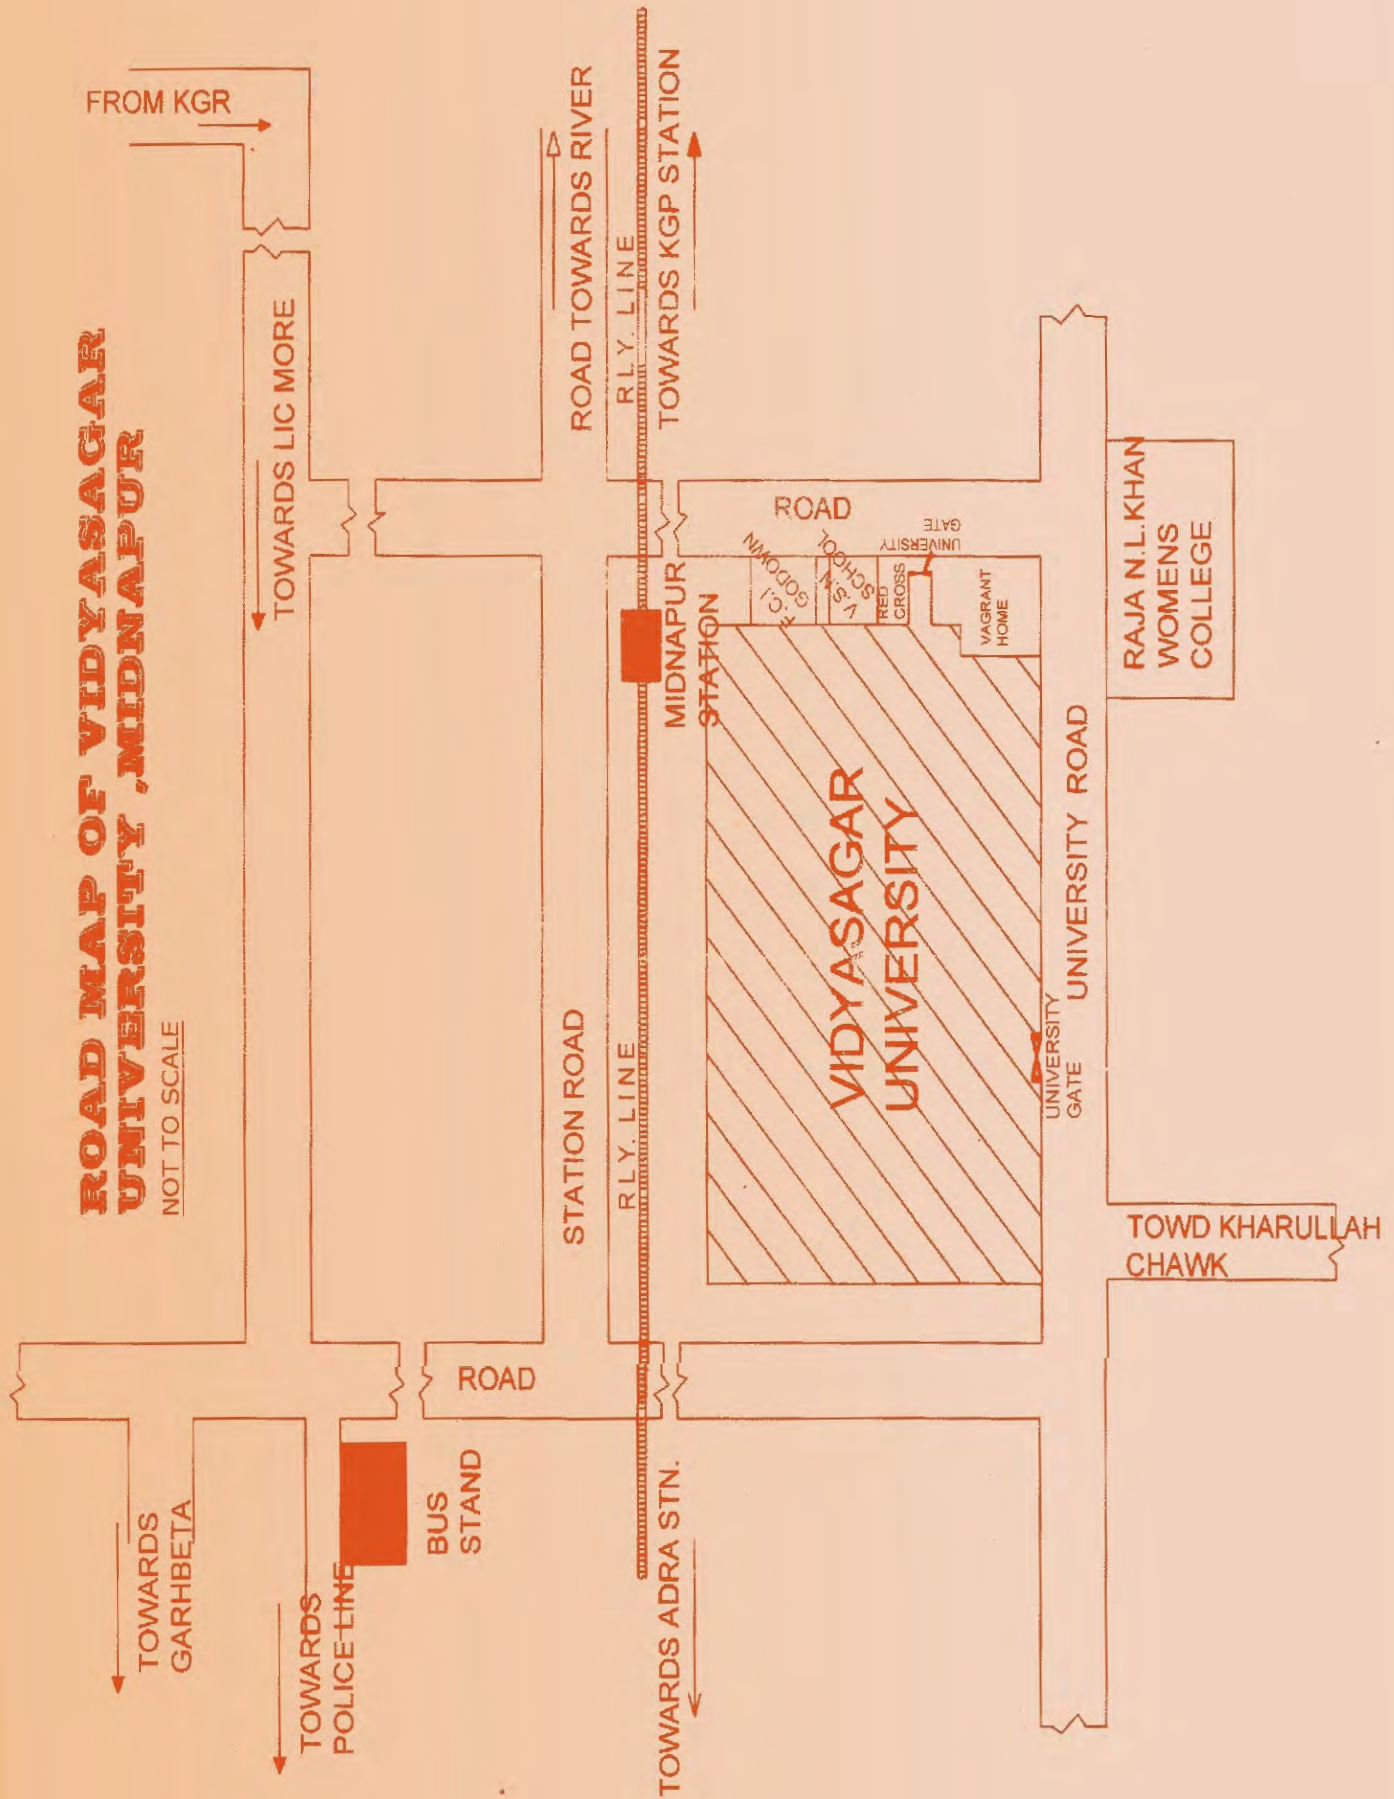 ROAD MAP OF VIDYASAGAR
UNIVERSITY ,MIDNAPUR
NOT TO SCALE
FROM KGR
TOWARDS LIC MORE
ROAD TOWARDS RIVER
RLY. LINE
TOWARDS KGP STATION
STATION ROAD
RLY. LINE
MIDNAPUR
STATION
ROAD
F.C.I
GODOWN
V.S.N
SCHOOL
RED
CROSS
UNIVERSITY
GATE
VAGRANT
HOME
VIDYASAGAR
UNIVERSITY
UNIVERSITY
GATE
UNIVERSITY ROAD
RAJA N.L.KHAN
WOMENS
COLLEGE
TOWD KHARULLAH
CHAWK
ROAD
BUS
STAND
TOWARDS
GARHBETA
TOWARDS
POLICE LINE
TOWARDS ADRA STN.